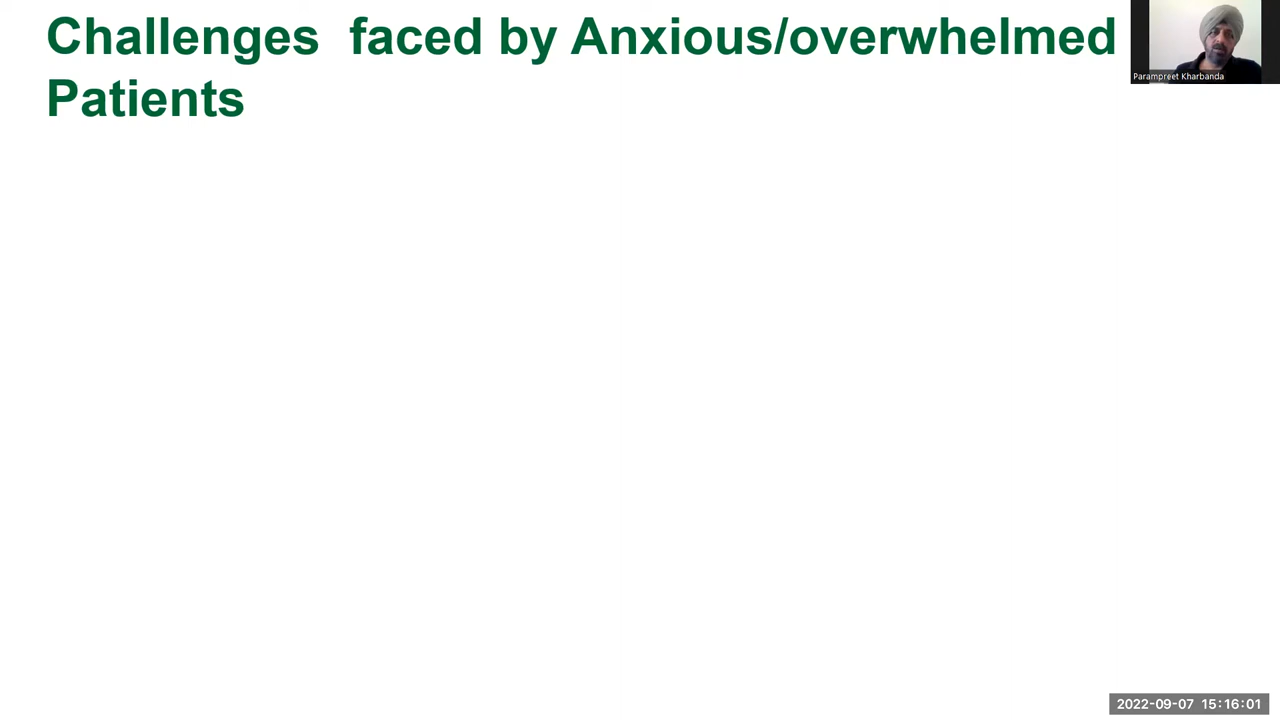 Challenges  faced by Anxious/overwhelmed
Patients
Parampreet Kharbanda
2022-09-07 15:16:01